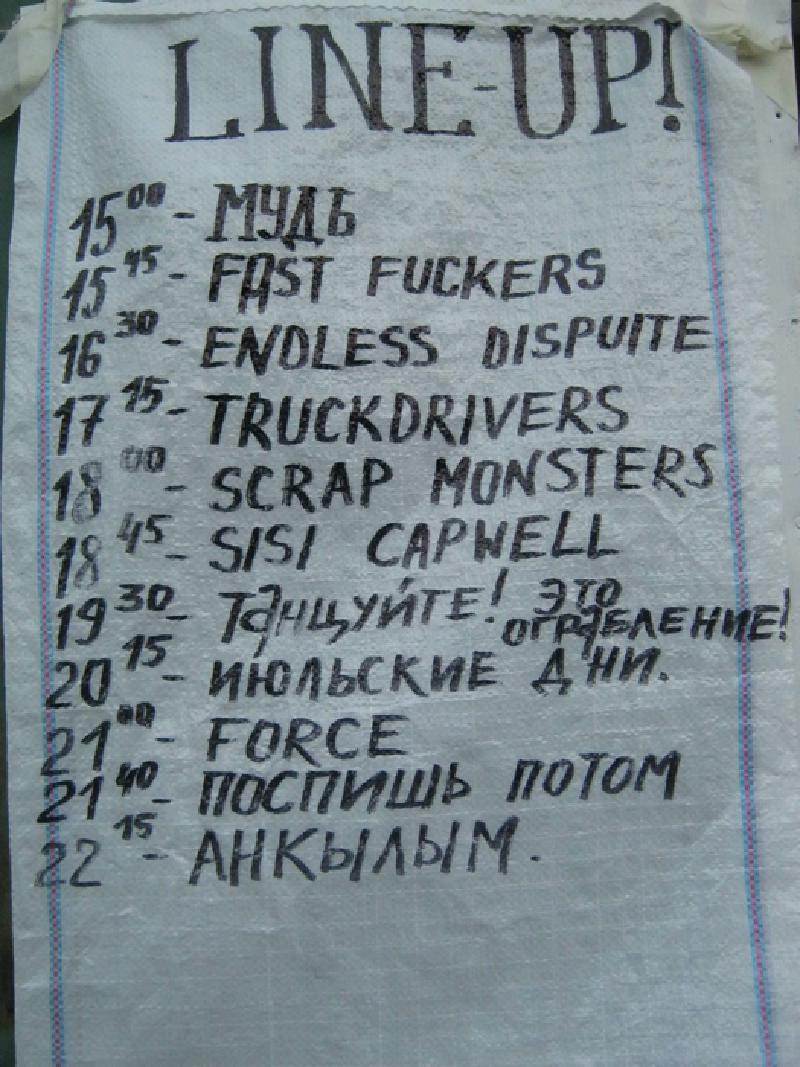 LINE-UP!
15 00 - МУДЬ
15 45 - FAST FUCKERS
16 30 - ENDLESS DISPUITE
17 15 - TRUCKDRIVERS
18 00 - SCRAP MONSTERS
18 45 - SISI CAPWELL
19 30 - ТАНЦУЙТЕ! ЭТО
ОГРАБЛЕНИЕ!
20 15 - ИЮЛЬСКИЕ ДНИ.
21 00 - FORCE
21 40 - ПОСПИШЬ ПОТОМ
22 15 - АНКЫЛЫМ.